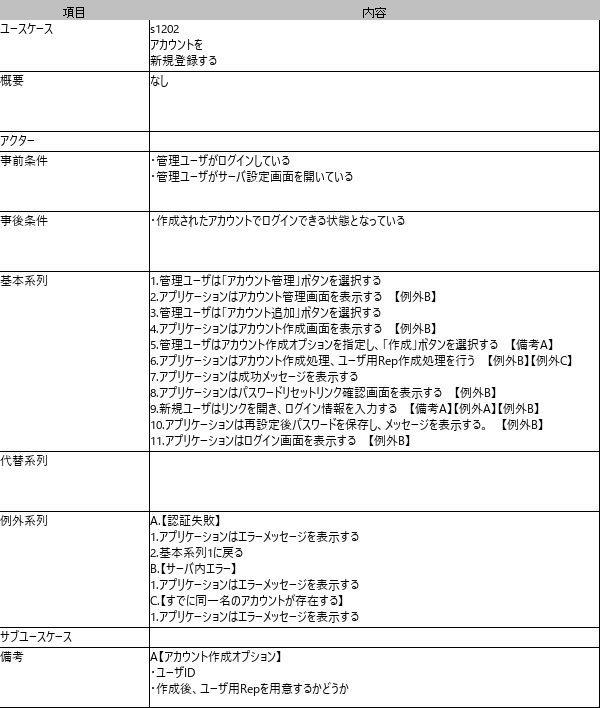 項目 内容
ユースケース s1202
アカウントを
新規登録する
概要 なし
アクター
事前条件 ・管理ユーザがログインしている
・管理ユーザがサーバ設定画面を開いている
事後条件 ・作成されたアカウントでログインできる状態となっている
基本系列 1.管理ユーザは「アカウント管理」ボタンを選択する
2.アプリケーションはアカウント管理画面を表示する 【例外B】
3.管理ユーザは「アカウント追加」ボタンを選択する
4.アプリケーションはアカウント作成画面を表示する 【例外B】
5.管理ユーザはアカウント作成オプションを指定し、「作成」ボタンを選択する 【備考A】
6.アプリケーションはアカウント作成処理、ユーザ用Rep作成処理を行う 【例外B】【例外C】
7.アプリケーションは成功メッセージを表示する
8.アプリケーションはパスワードリセットリンク確認画面を表示する 【例外B】
9.新規ユーザはリンクを開き、ログイン情報を入力する 【備考A】【例外A】【例外B】
10.アプリケーションは再設定後パスワードを保存し、メッセージを表示する。 【例外B】
11.アプリケーションはログイン画面を表示する 【例外B】
代替系列
例外系列 A.【認証失敗】
1.アプリケーションはエラーメッセージを表示する
2.基本系列1に戻る
B.【サーバ内エラー】
1.アプリケーションはエラーメッセージを表示する
C.【すでに同一名のアカウントが存在する】
1.アプリケーションはエラーメッセージを表示する
サブユースケース
備考 A【アカウント作成オプション】
・ユーザID
・作成後、ユーザ用Repを用意するかどうか